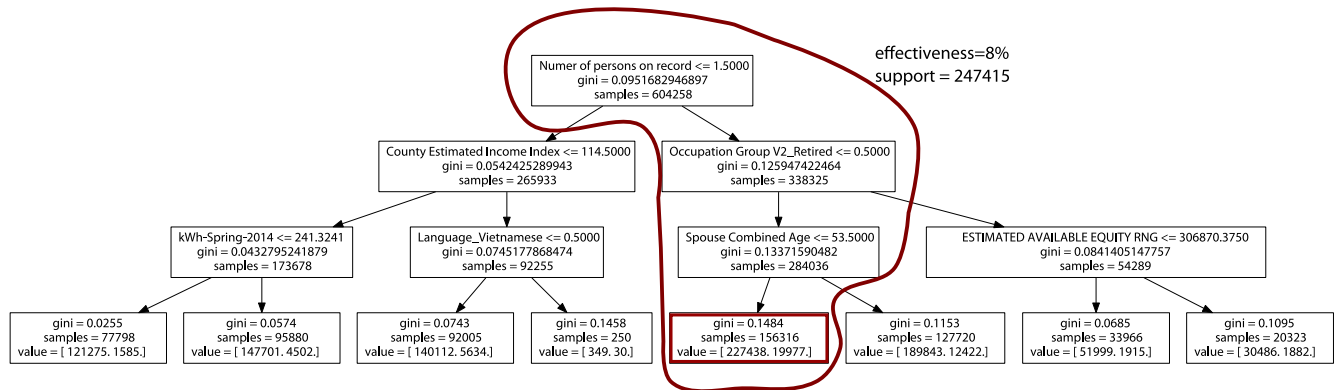 effectiveness=8%
support = 247415
Numer of persons on record <= 1.5000
gini = 0.0951682946897
samples = 604258
County Estimated Income Index <= 114.5000
gini = 0.0542425289943
samples = 265933
Occupation Group V2_Retired <= 0.5000
gini = 0.125947422464
samples = 338325
kWh-Spring-2014 <= 241.3241
gini = 0.0432795241879
samples = 173678
Language_Vietnamese <= 0.5000
gini = 0.0745177868474
samples = 92255
Spouse Combined Age <= 53.5000
gini = 0.13371590482
samples = 284036
ESTIMATED AVAILABLE EQUITY RNG <= 306870.3750
gini = 0.0841405147757
samples = 54289
gini = 0.0255
samples = 77798
value = [ 121275. 1585.]
gini = 0.0574
samples = 95880
value = [ 147701. 4502.]
gini = 0.0743
samples = 92005
value = [ 140112. 5634.]
gini = 0.1458
samples = 250
value = [ 349. 30.]
gini = 0.1484
samples = 156316
value = [ 227438. 19977.]
gini = 0.1153
samples = 127720
value = [ 189843. 12422.]
gini = 0.0685
samples = 33966
value = [ 51999. 1915.]
gini = 0.1095
samples = 20323
value = [ 30486. 1882.]